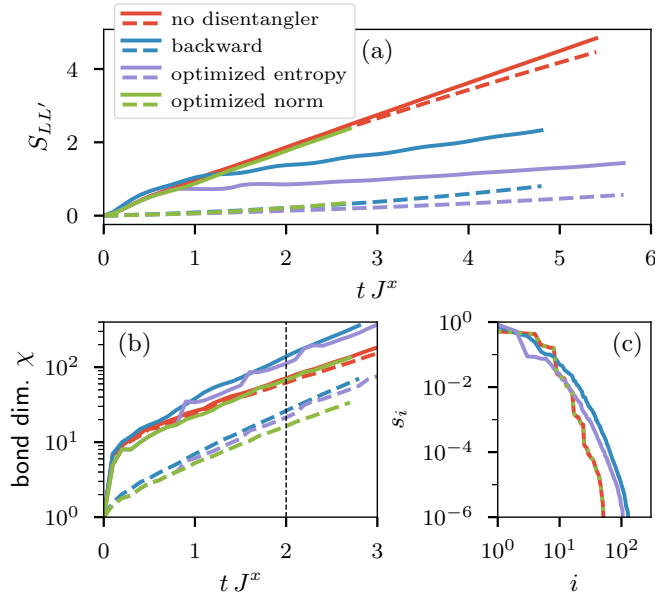 no disentangler
backward
optimized entropy
optimized norm
(a)
S_{LL'}
4
2
0
0 1 2 3 4 5 6
t J^x
(b)
bond dim. χ
10^2
10^1
10^0
0 1 2 3
t J^x
(c)
s_i
10^0
10^{-2}
10^{-4}
10^{-6}
10^0 10^1 10^2
i